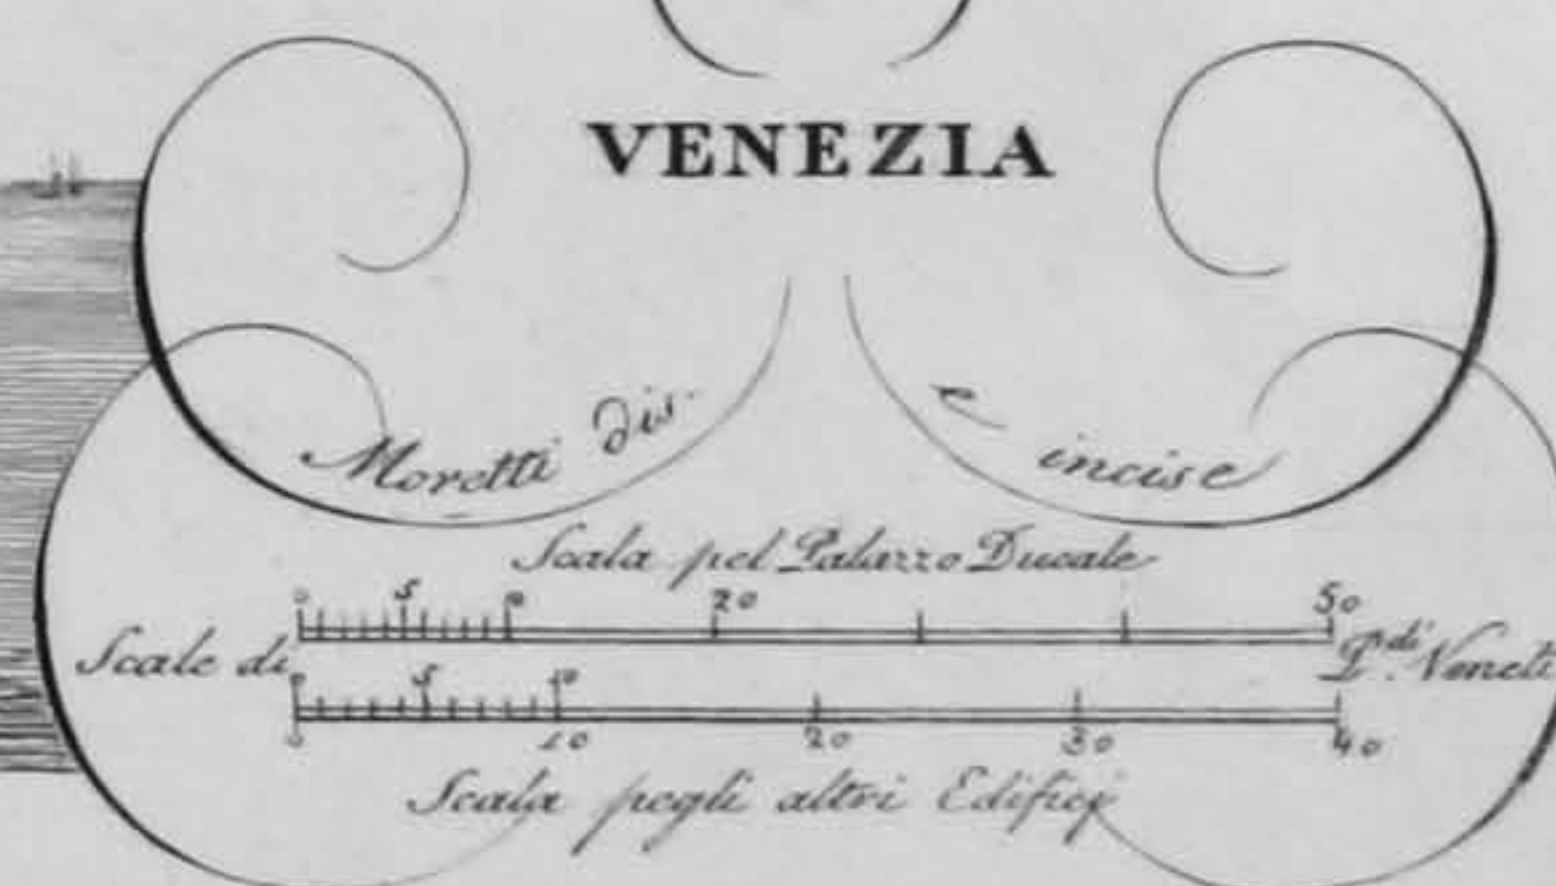 VENEZIA
Moretti dis. e incise
Scala pel Palazzo Ducale
0 5 10 20 50
Scale di P.di Veneti
0 5 10
0 10 20 30 40
Scala pegli altri Edificj